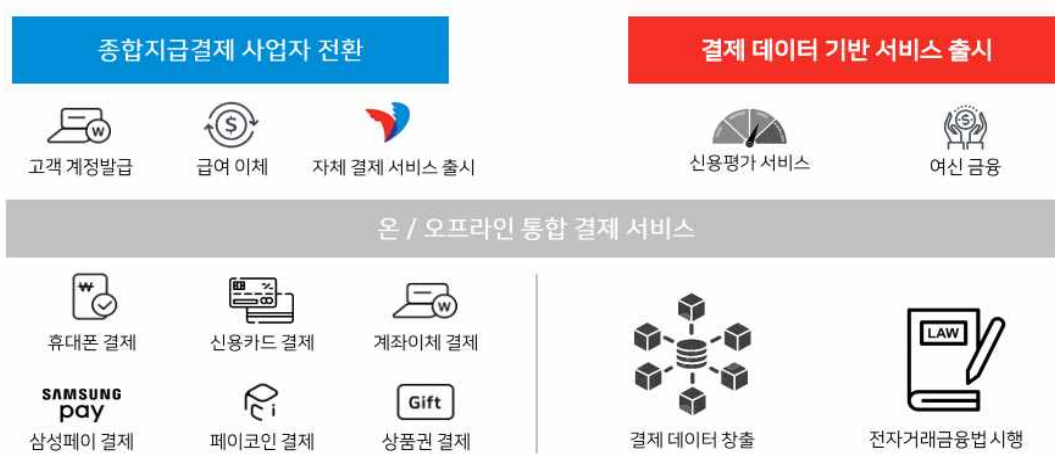 종합지급결제 사업자 전환
결제 데이터 기반 서비스 출시
W
고객 계정발급
$
급여 이체
자체 결제 서비스 출시
신용평가 서비스
$
여신 금융
온 / 오프라인 통합 결제 서비스
₩
휴대폰 결제
신용카드 결제
W
계좌이체 결제
SAMSUNG
pay
삼성페이 결제
Ci
페이코인 결제
Gift
상품권 결제
결제 데이터 창출
LAW
전자거래금융법 시행